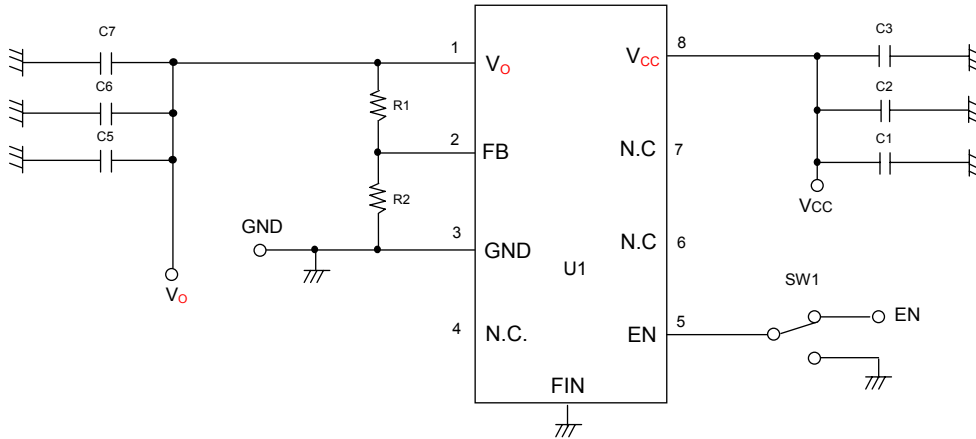 C7
C6
C5
VO
GND
R1
R2
1
2
3
4
VO
FB
GND
N.C.
U1
FIN
VCC
N.C
N.C
EN
8
7
6
5
C3
C2
C1
VCC
SW1
EN